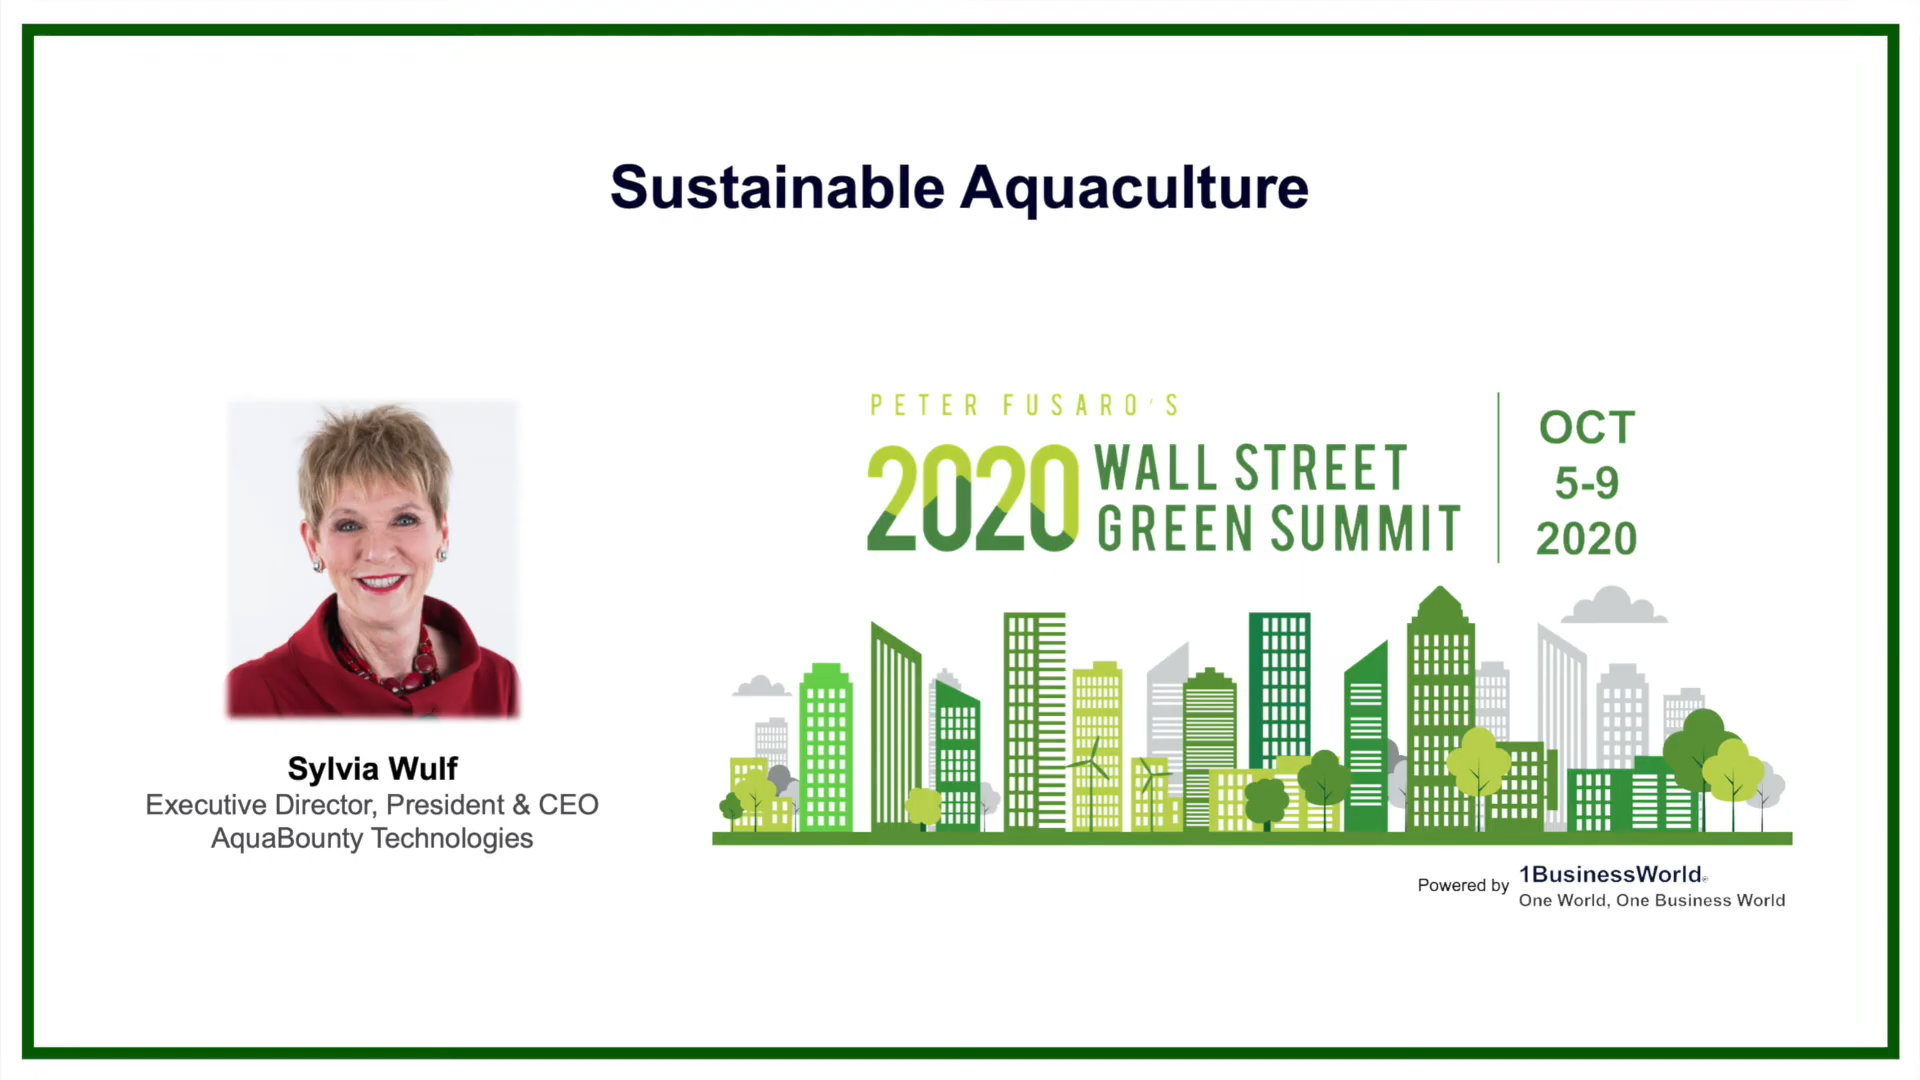 Sustainable Aquaculture
PETER FUSARO'S
2020 WALL STREET
GREEN SUMMIT
OCT
5-9
2020
Sylvia Wulf
Executive Director, President & CEO
AquaBounty Technologies
Powered by
1BusinessWorld®
One World, One Business World